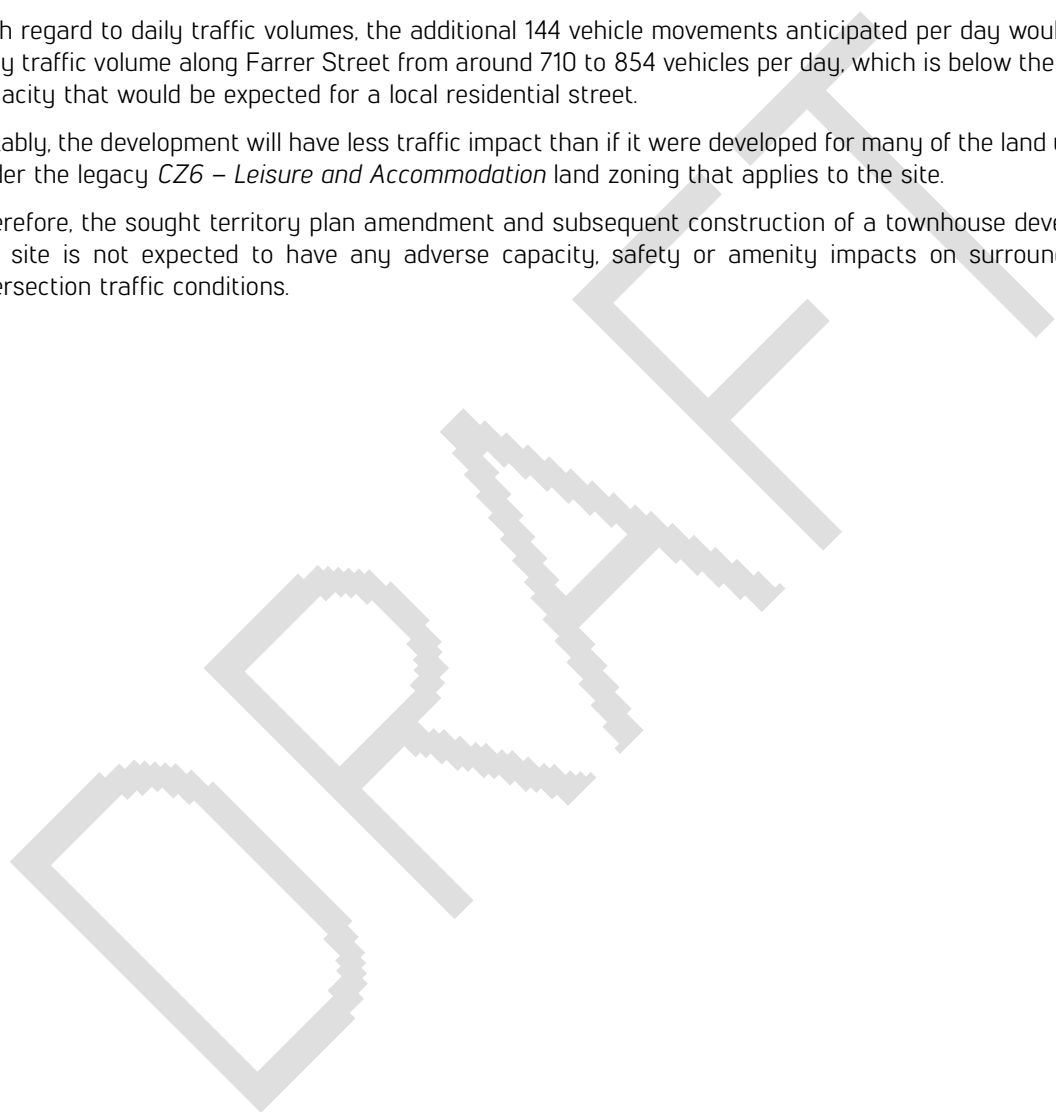 h regard to daily traffic volumes, the additional 144 vehicle movements anticipated per day woul
y traffic volume along Farrer Street from around 710 to 854 vehicles per day, which is below the
acity that would be expected for a local residential street.
ably, the development will have less traffic impact than if it were developed for many of the land u
er the legacy CZ6 – Leisure and Accommodation land zoning that applies to the site.
erefore, the sought territory plan amendment and subsequent construction of a townhouse deve
site is not expected to have any adverse capacity, safety or amenity impacts on surroun
ersection traffic conditions.
DRAFT